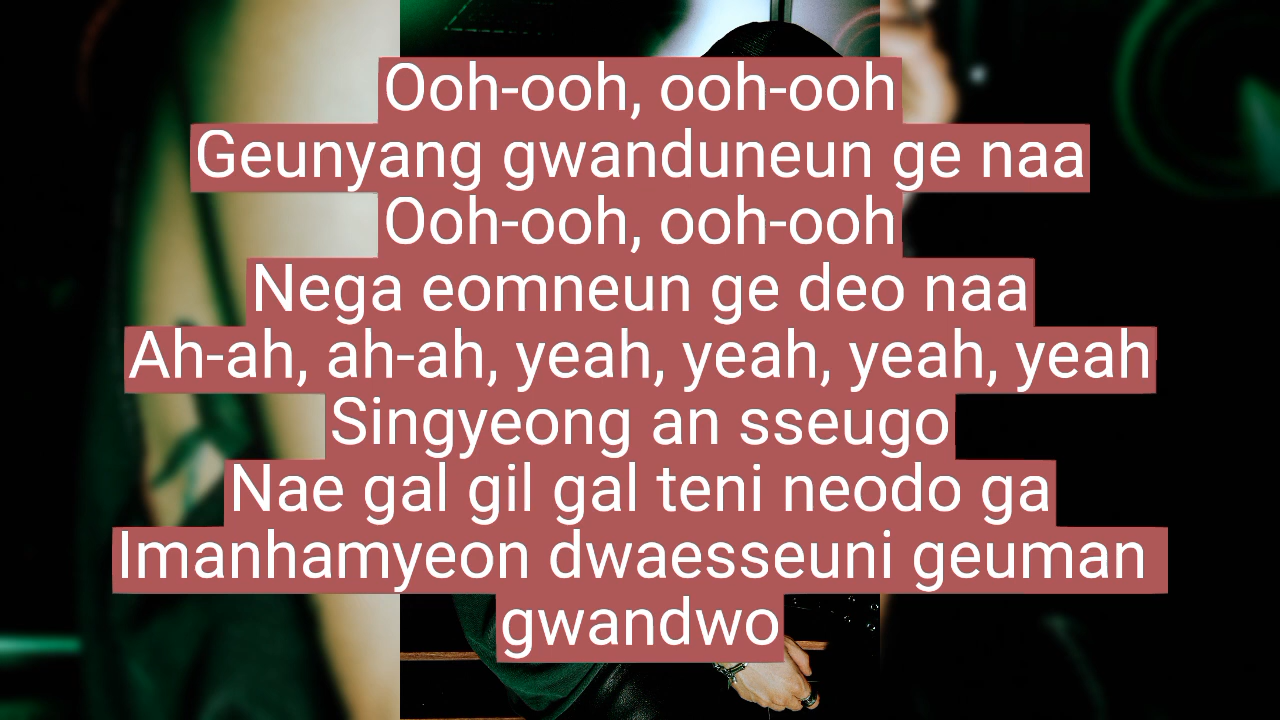 Ooh-ooh, ooh-ooh
Geunyang gwanduneun ge naa
Ooh-ooh, ooh-ooh
Nega eomneun ge deo naa
Ah-ah, ah-ah, yeah, yeah, yeah, yeah
Singyeong an sseugo
Nae gal gil gal teni neodo ga
Imanhamyeon dwaesseuni geuman
gwandwo